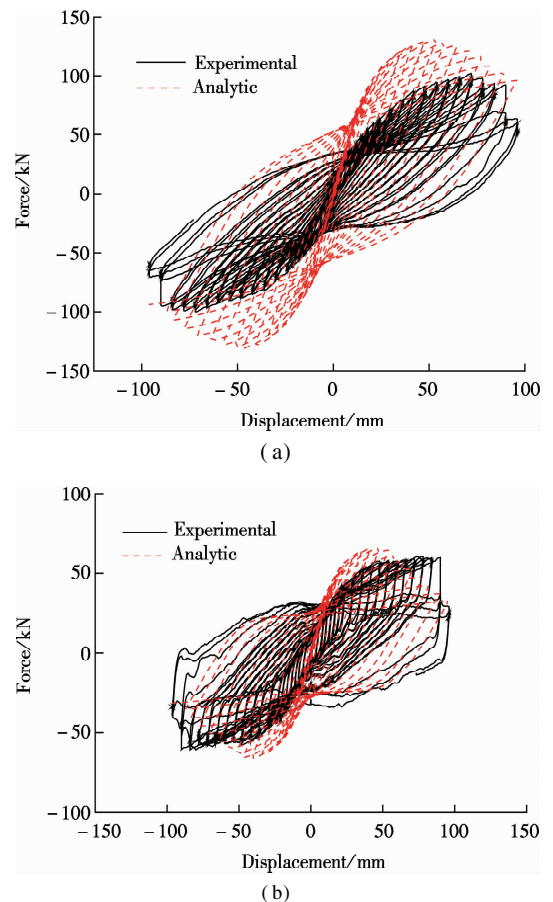 150
100
50
0
-50
-100
-150
Force/kN
Experimental
Analytic
-100 -50 0 50 100
Displacement/mm
(a)
100
50
0
-50
-100
Force/kN
Experimental
Analytic
-150 -100 -50 0 50 100 150
Displacement/mm
(b)